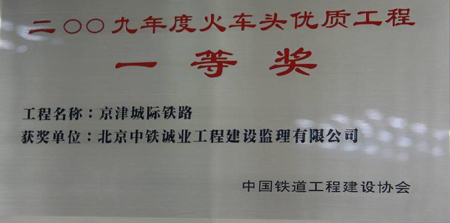 二〇〇九年度火车头优质工程
一等奖
工程名称：京津城际铁路
获奖单位：北京中铁诚业工程建设监理有限公司
中国铁道工程建设协会